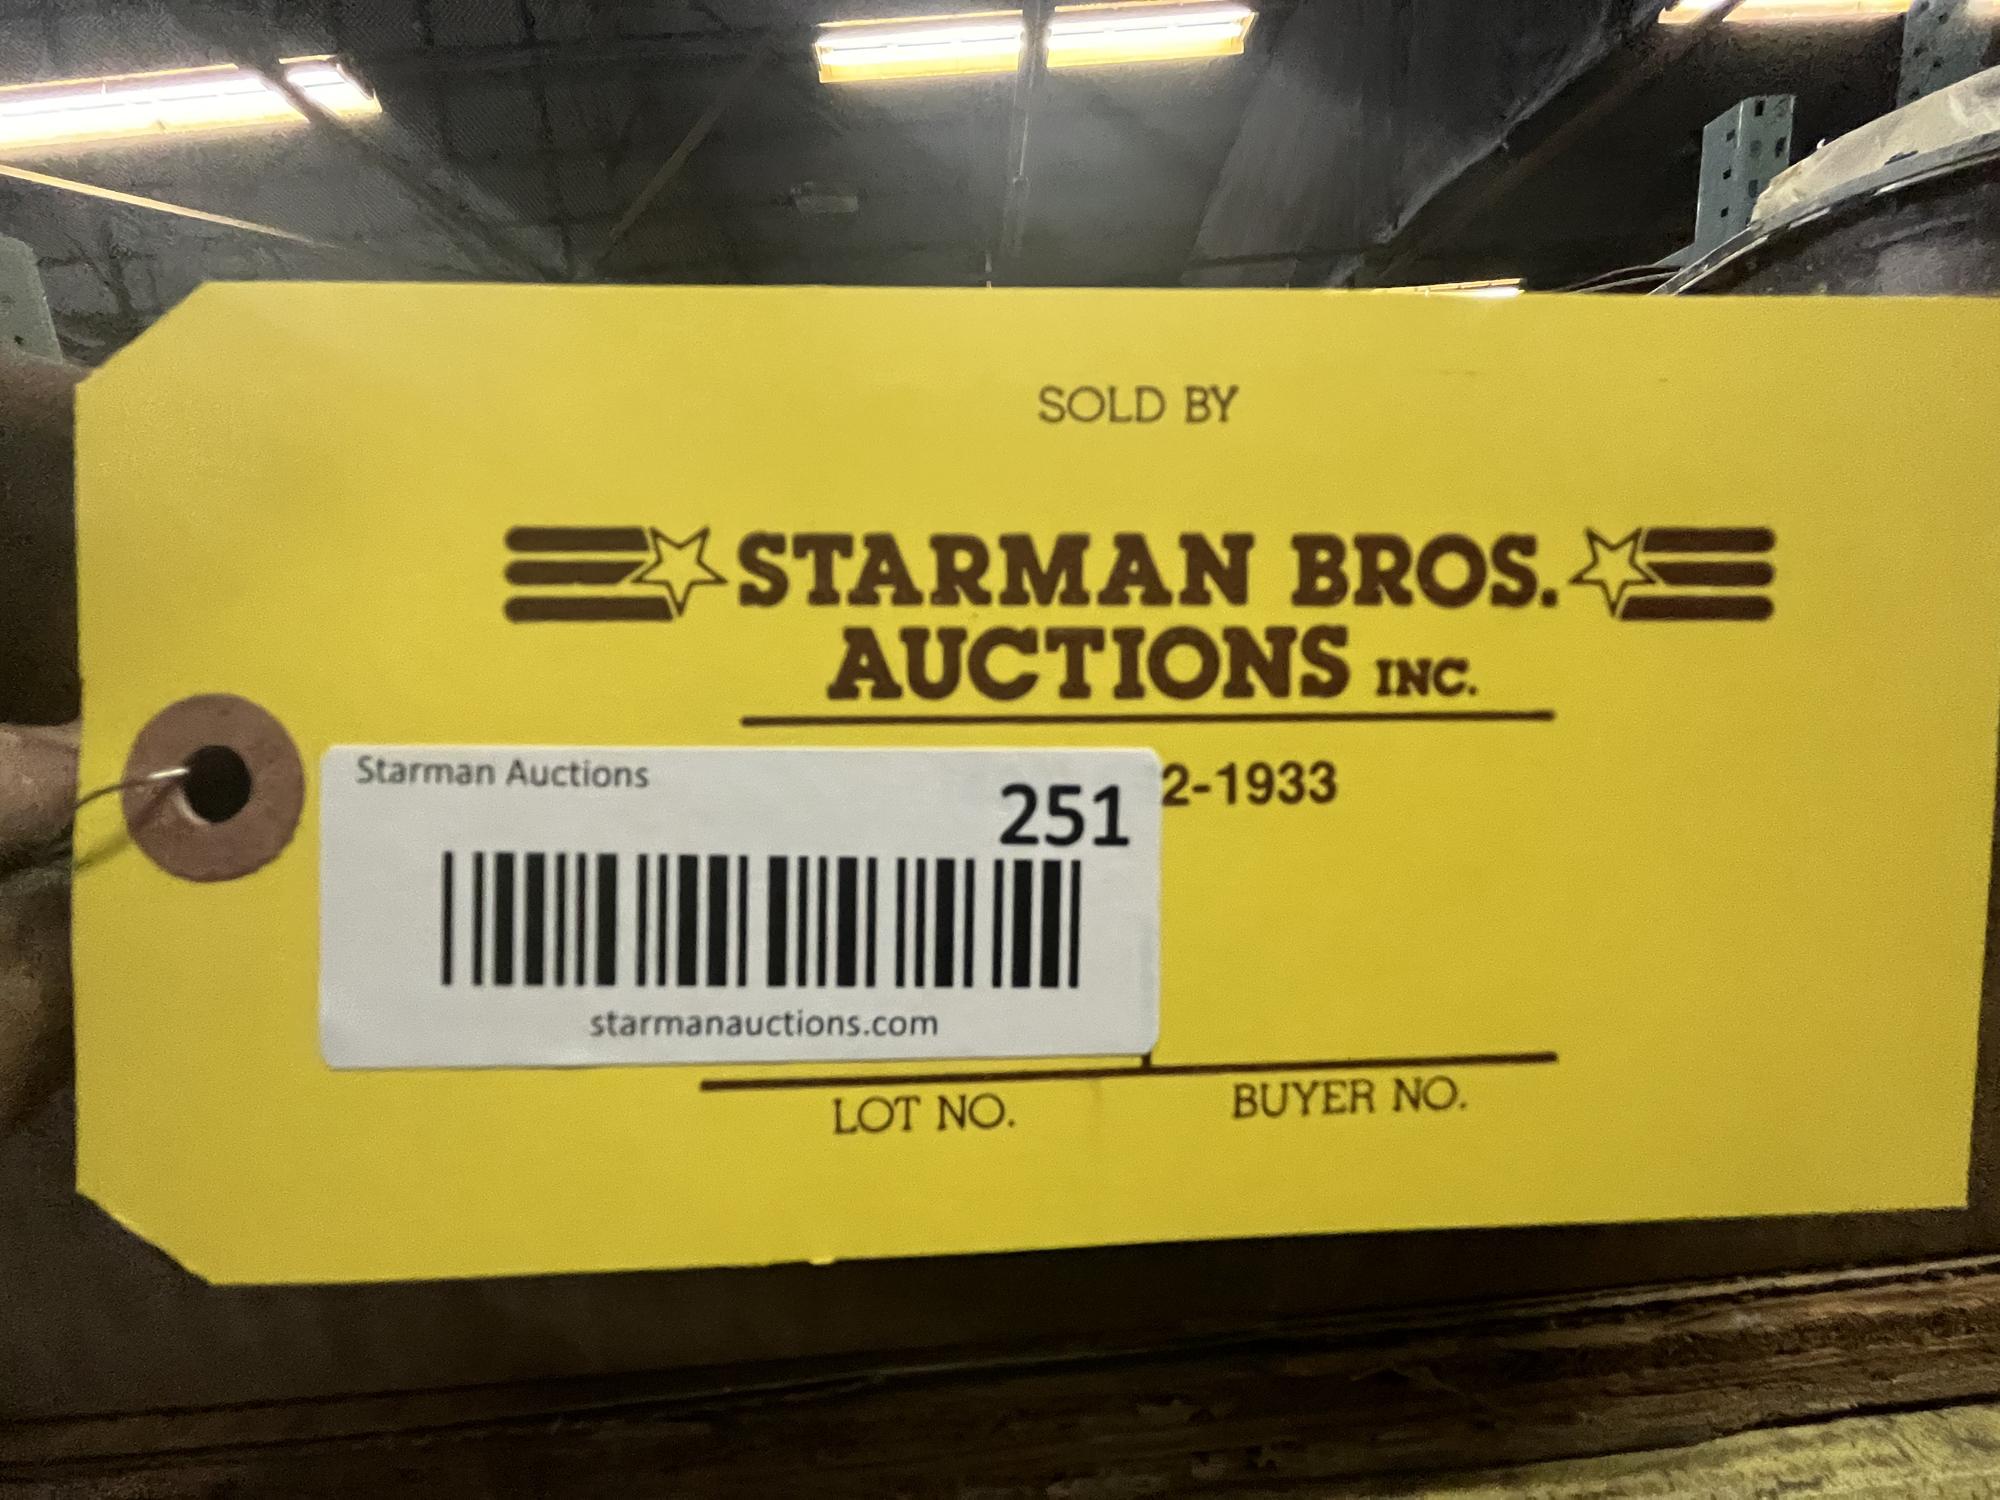 SOLD BY
STARMAN BROS.
AUCTIONS INC.
2-1933
Starman Auctions
251
starmanauctions.com
LOT NO.
BUYER NO.